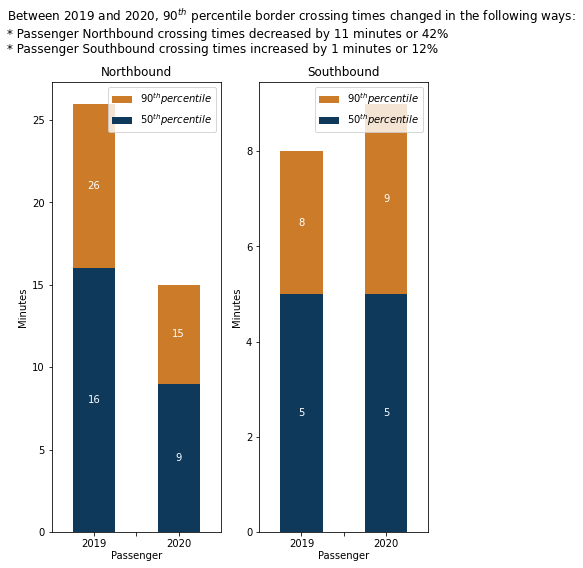 Between 2019 and 2020, 90th percentile border crossing times changed in the following ways:
* Passenger Northbound crossing times decreased by 11 minutes or 42%
* Passenger Southbound crossing times increased by 1 minutes or 12%
Northbound
90th percentile
50th percentile
25
20
15
10
5
0
Minutes
26
16
15
9
2019 2020
Passenger
Southbound
90th percentile
50th percentile
8
6
4
2
0
Minutes
8
5
9
5
2019 2020
Passenger